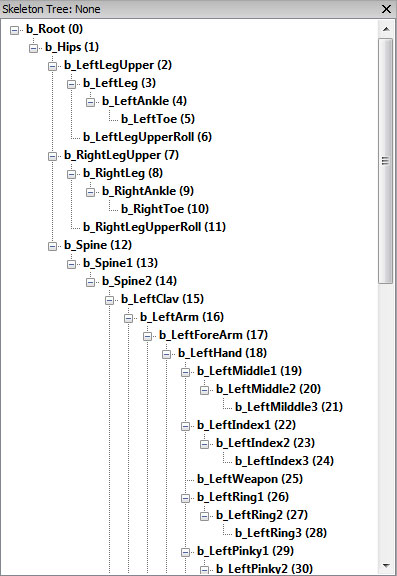 Skeleton Tree: None
b_Root (0)
b_Hips (1)
b_LeftLegUpper (2)
b_LeftLeg (3)
b_LeftAnkle (4)
b_LeftToe (5)
b_LeftLegUpperRoll (6)
b_RightLegUpper (7)
b_RightLeg (8)
b_RightAnkle (9)
b_RightToe (10)
b_RightLegUpperRoll (11)
b_Spine (12)
b_Spine1 (13)
b_Spine2 (14)
b_LeftClav (15)
b_LeftArm (16)
b_LeftForeArm (17)
b_LeftHand (18)
b_LeftMiddle1 (19)
b_LeftMiddle2 (20)
b_LeftMilddle3 (21)
b_LeftIndex1 (22)
b_LeftIndex2 (23)
b_LeftIndex3 (24)
b_LeftWeapon (25)
b_LeftRing1 (26)
b_LeftRing2 (27)
b_LeftRing3 (28)
b_LeftPinky1 (29)
b_LeftPinky2 (30)